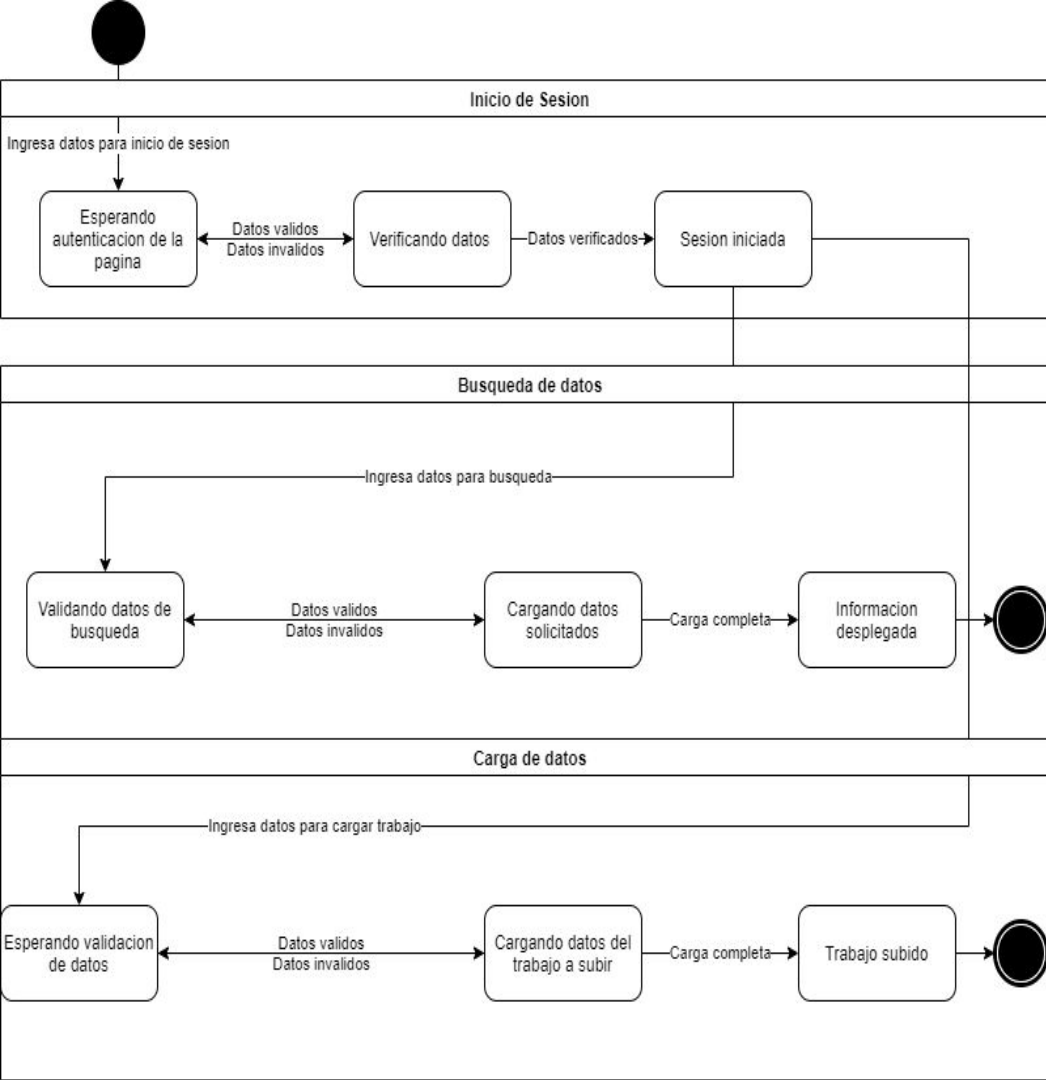 Inicio de Sesion
Ingresa datos para inicio de sesion
Esperando
autenticacion de la
pagina
Datos validos
Datos invalidos
Verificando datos
Datos verificados
Sesion iniciada
Busqueda de datos
Ingresa datos para busqueda
Validando datos de
busqueda
Datos validos
Datos invalidos
Cargando datos
solicitados
Carga completa
Informacion
desplegada
Carga de datos
Ingresa datos para cargar trabajo
Esperando validacion
de datos
Datos validos
Datos invalidos
Cargando datos del
trabajo a subir
Carga completa
Trabajo subido